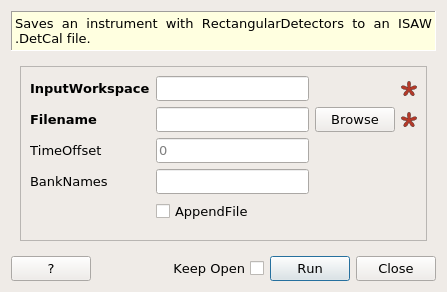 Saves an instrument with RectangularDetectors to an ISAW
.DetCal file.
InputWorkspace
Filename
Browse
TimeOffset
0
BankNames
AppendFile
?
Keep Open
Run
Close